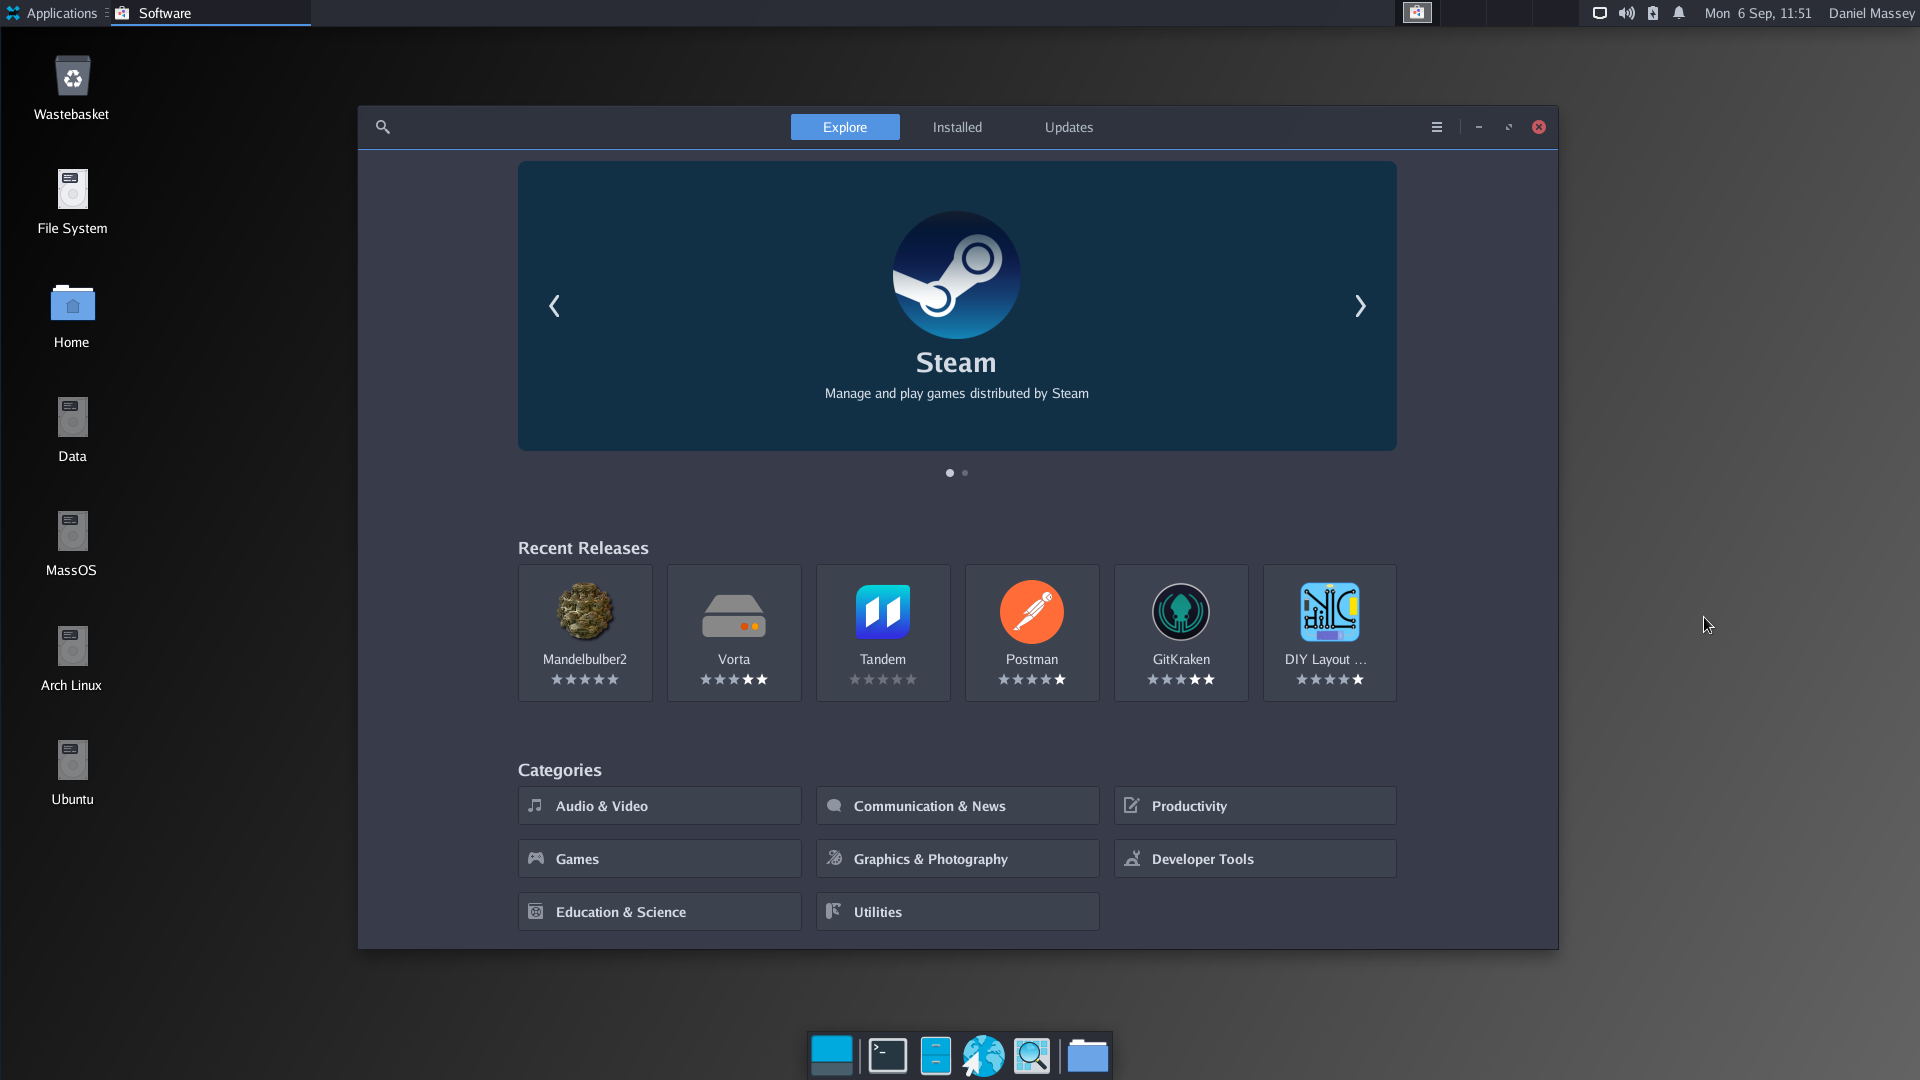 Applications
Software
Mon 6 Sep, 11:51
Daniel Massey
Wastebasket
File System
Home
Data
MassOS
Arch Linux
Ubuntu
Explore
Installed
Updates
Steam
Manage and play games distributed by Steam
Recent Releases
Mandelbulber2
Vorta
Tandem
Postman
GitKraken
DIY Layout ...
Categories
Audio & Video
Communication & News
Productivity
Games
Graphics & Photography
Developer Tools
Education & Science
Utilities